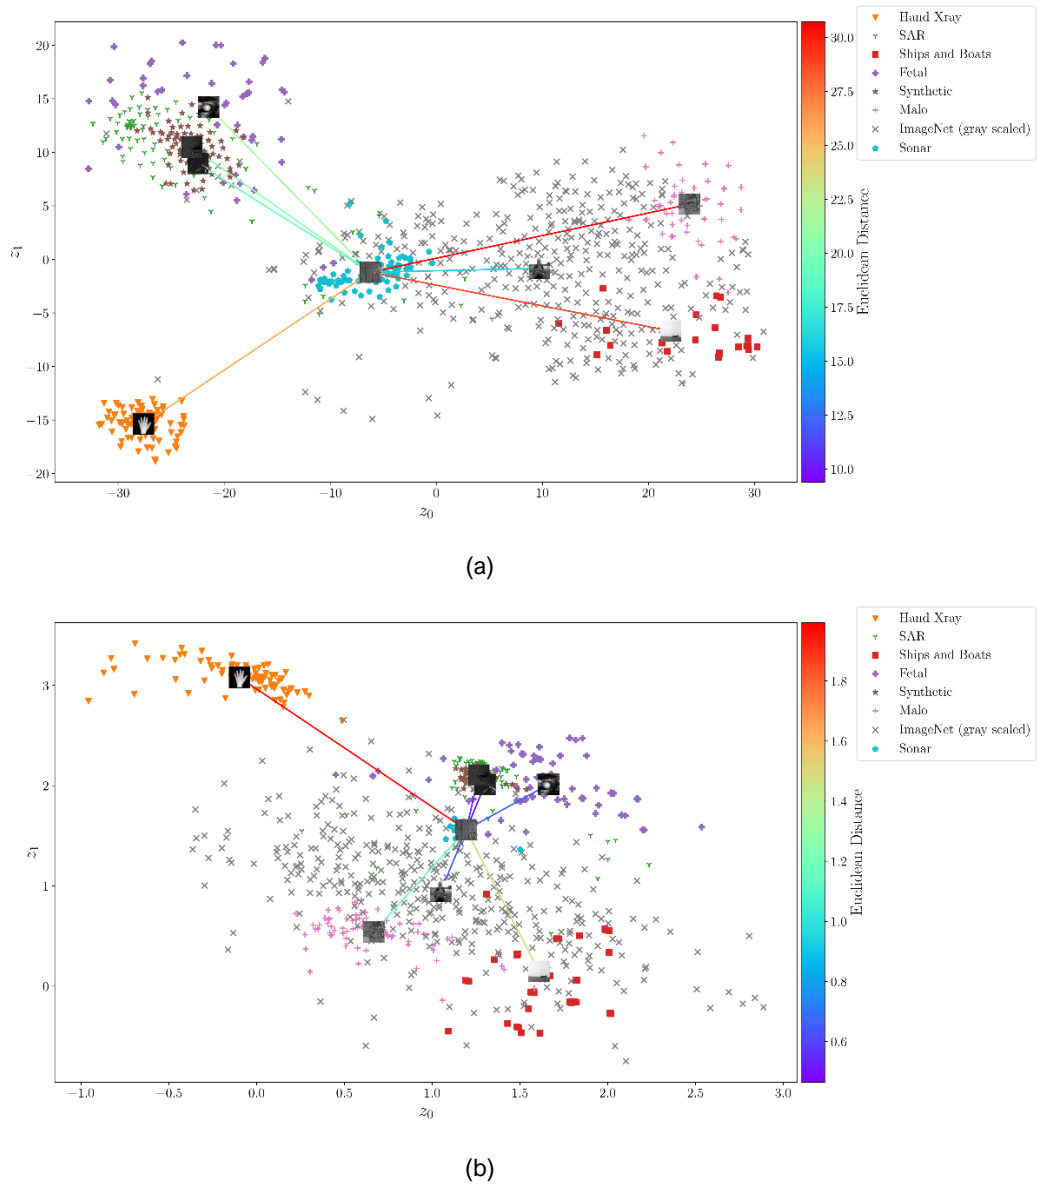 Hand Xray
SAR
Ships and Boats
Fetal
Synthetic
Malo
ImageNet (gray scaled)
Sonar
20
15
10
5
0
−5
−10
−15
−20
z1
−30
−20
−10
0
10
20
30
z0
30.0
27.5
25.0
22.5
20.0
17.5
15.0
12.5
10.0
Euclidean Distance
(a)
Hand Xray
SAR
Ships and Boats
Fetal
Synthetic
Malo
ImageNet (gray scaled)
Sonar
3
2
1
0
z1
−1.0
−0.5
0.0
0.5
1.0
1.5
2.0
2.5
3.0
z0
1.8
1.6
1.4
1.2
1.0
0.8
0.6
Euclidean Distance
(b)